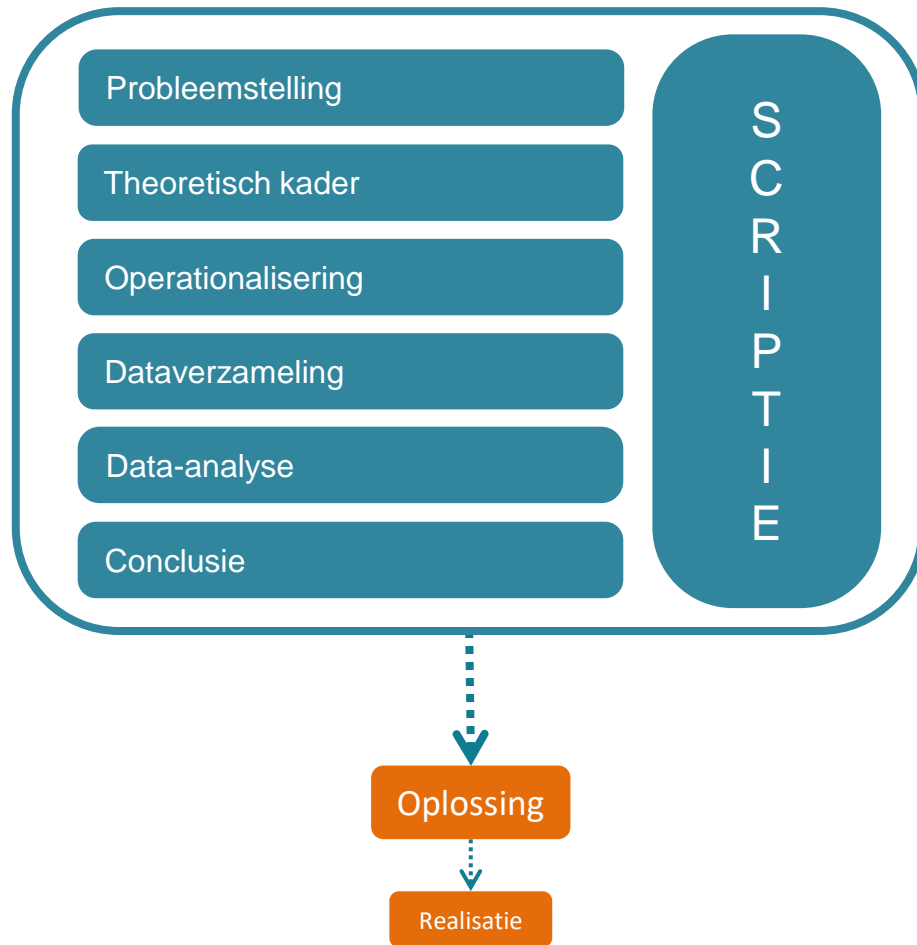 Probleemstelling
Theoretisch kader
Operationalisering
Dataverzameling
Data-analyse
Conclusie
S
C
R
I
P
T
I
E
Oplossing
Realisatie